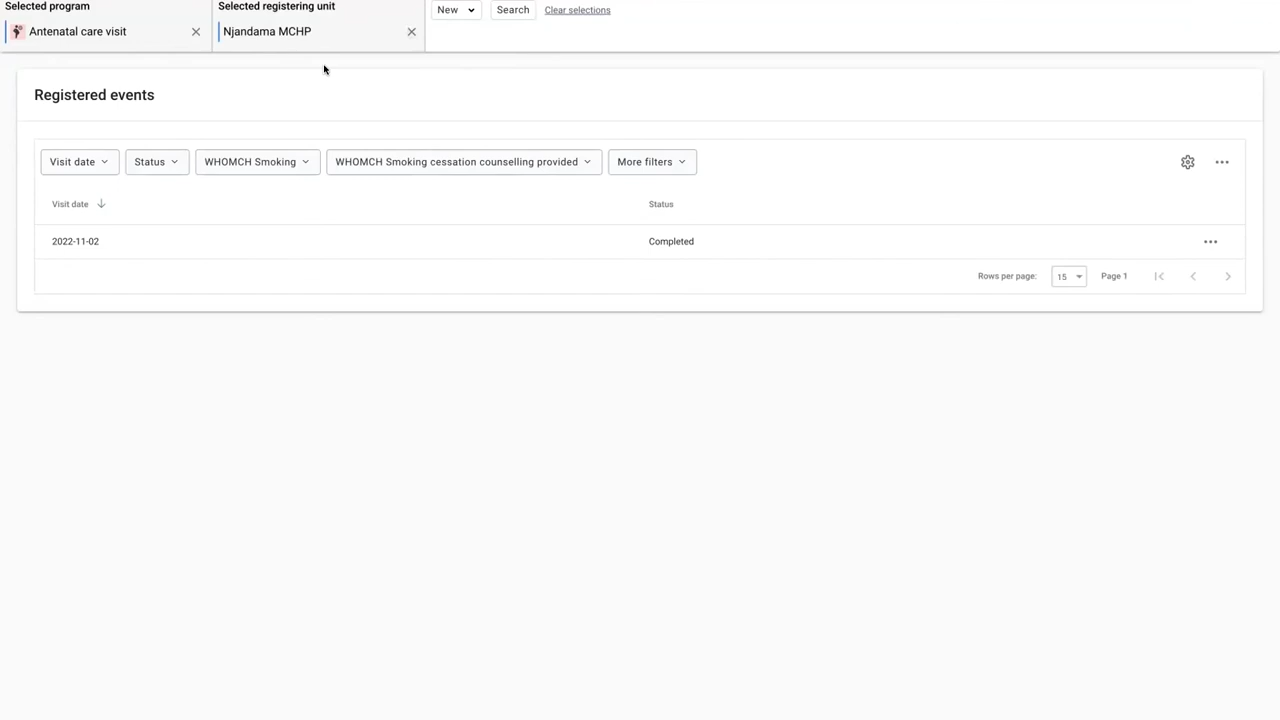 Selected program
Selected registering unit
New
Search
Clear selections
Antenatal care visit
Njandama MCHP
Registered events
Visit date
Status
WHOMCH Smoking
WHOMCH Smoking cessation counselling provided
More filters
Visit date
Status
2022-11-02
Completed
Rows per page:
15
Page 1